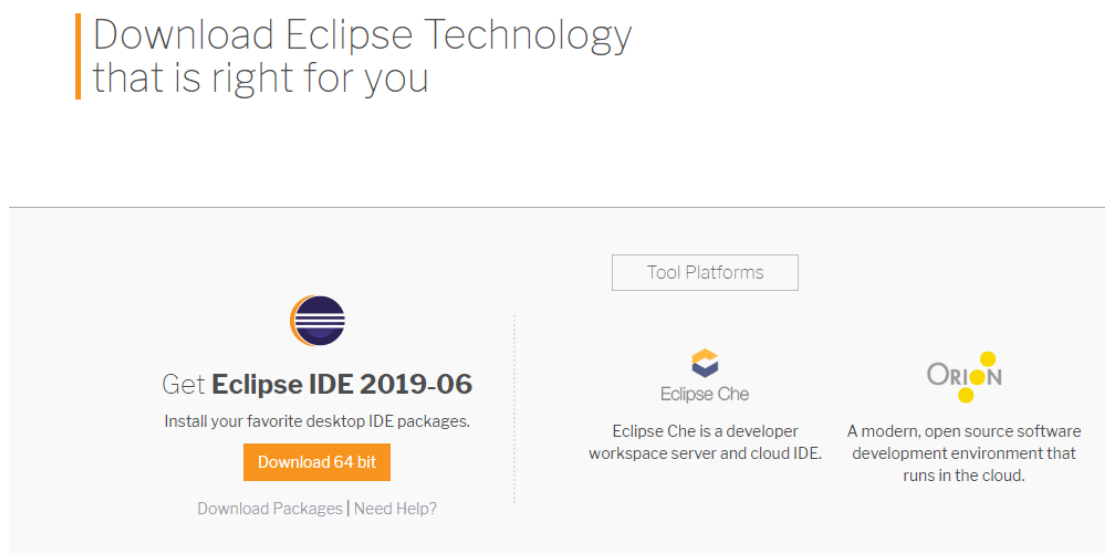 Download Eclipse Technology
that is right for you
Tool Platforms
Get Eclipse IDE 2019-06
Install your favorite desktop IDE packages.
Download 64 bit
Download Packages | Need Help?
Eclipse Che
Eclipse Che is a developer
workspace server and cloud IDE.
ORION
A modern, open source software
development environment that
runs in the cloud.